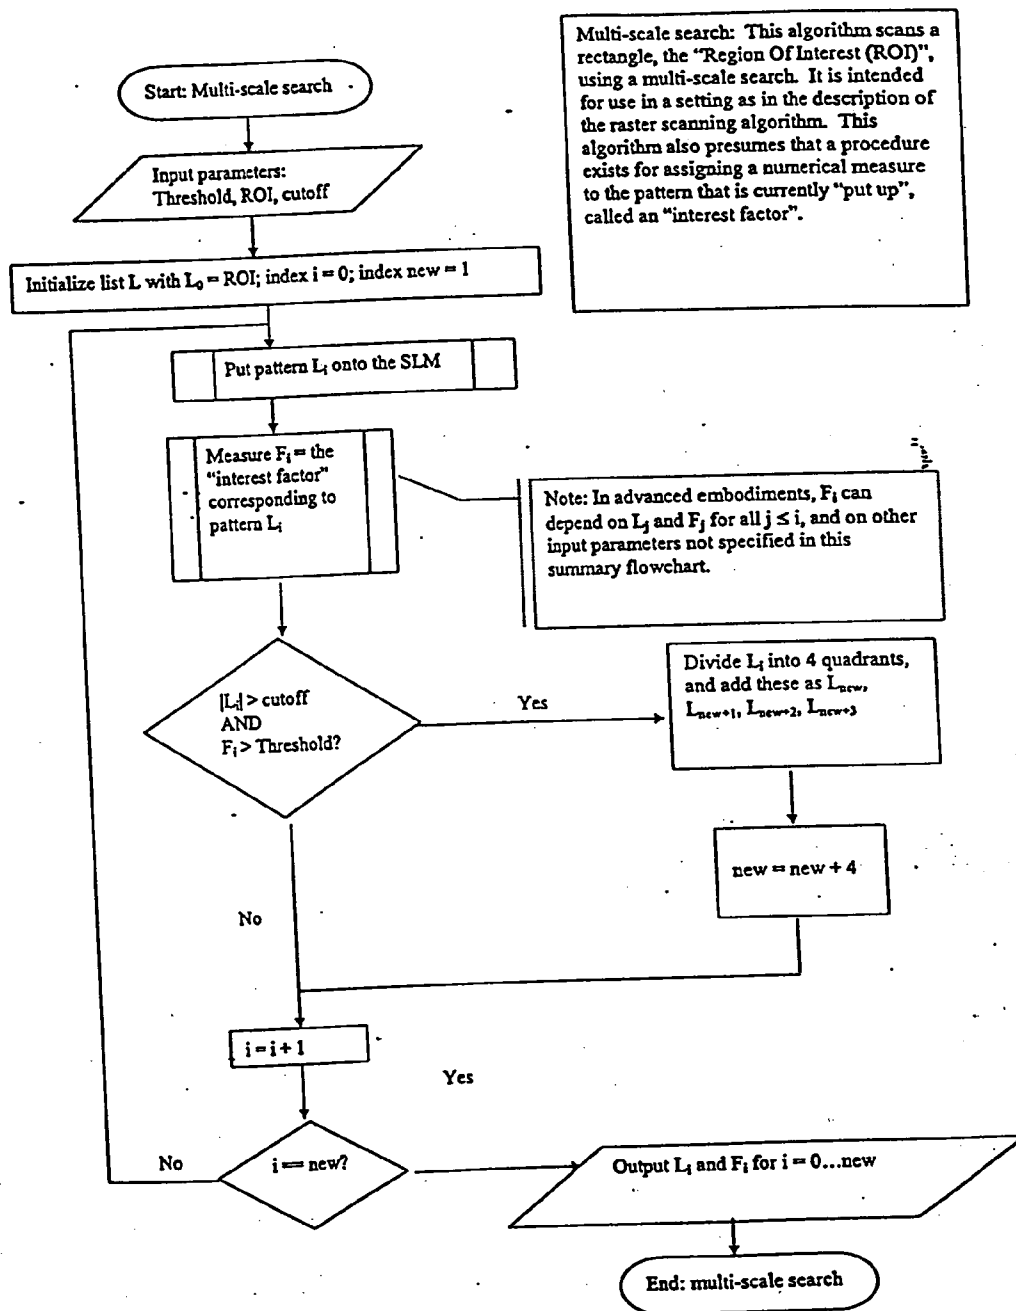 Multi-scale search: This algorithm scans a
rectangle, the “Region Of Interest (ROI)”,
using a multi-scale search. It is intended
for use in a setting as in the description of
the raster scanning algorithm. This
algorithm also presumes that a procedure
exists for assigning a numerical measure
to the pattern that is currently “put up”,
called an “interest factor”.
Start: Multi-scale search
Input parameters:
Threshold, ROI, cutoff
Initialize list L with L₀ = ROI; index i = 0; index new = 1
Put pattern Lᵢ onto the SLM
Measure Fᵢ = the
“interest factor”
corresponding to
pattern Lᵢ
Note: In advanced embodiments, Fᵢ can
depend on Lⱼ and Fⱼ for all j ≤ i, and on other
input parameters not specified in this
summary flowchart.
|Lᵢ| > cutoff
AND
Fᵢ > Threshold?
Yes
Divide Lᵢ into 4 quadrants,
and add these as L_new,
L_new+1, L_new+2, L_new+3
new = new + 4
No
i = i + 1
Yes
i == new?
No
Output Lᵢ and Fᵢ for i = 0...new
End: multi-scale search